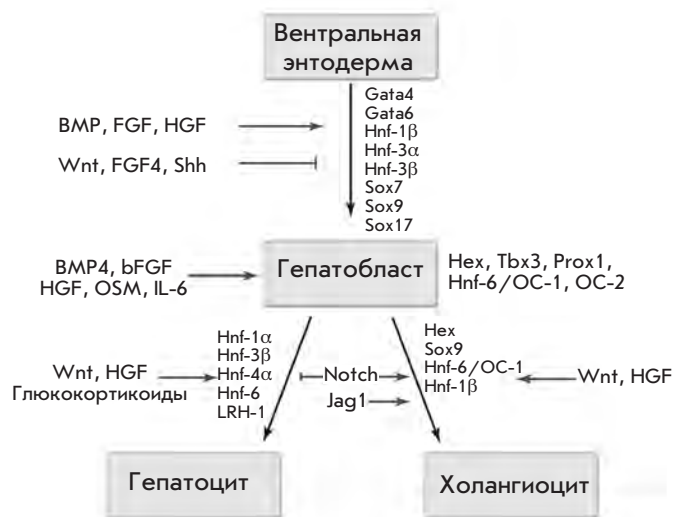 Вентральная
энтодерма
Gata4
Gata6
Hnf-1β
Hnf-3α
Hnf-3β
Sox7
Sox9
Sox17
BMP, FGF, HGF
Wnt, FGF4, Shh
BMP4, bFGF
HGF, OSM, IL-6
Гепатобласт
Hex, Tbx3, Prox1,
Hnf-6/OC-1, OC-2
Hnf-1α
Hnf-3β
Hnf-4α
Hnf-6
LRH-1
Wnt, HGF
Глюкокортикоиды
Notch
Jag1
Hex
Sox9
Hnf-6/OC-1
Hnf-1β
Wnt, HGF
Гепатоцит
Холангиоцит